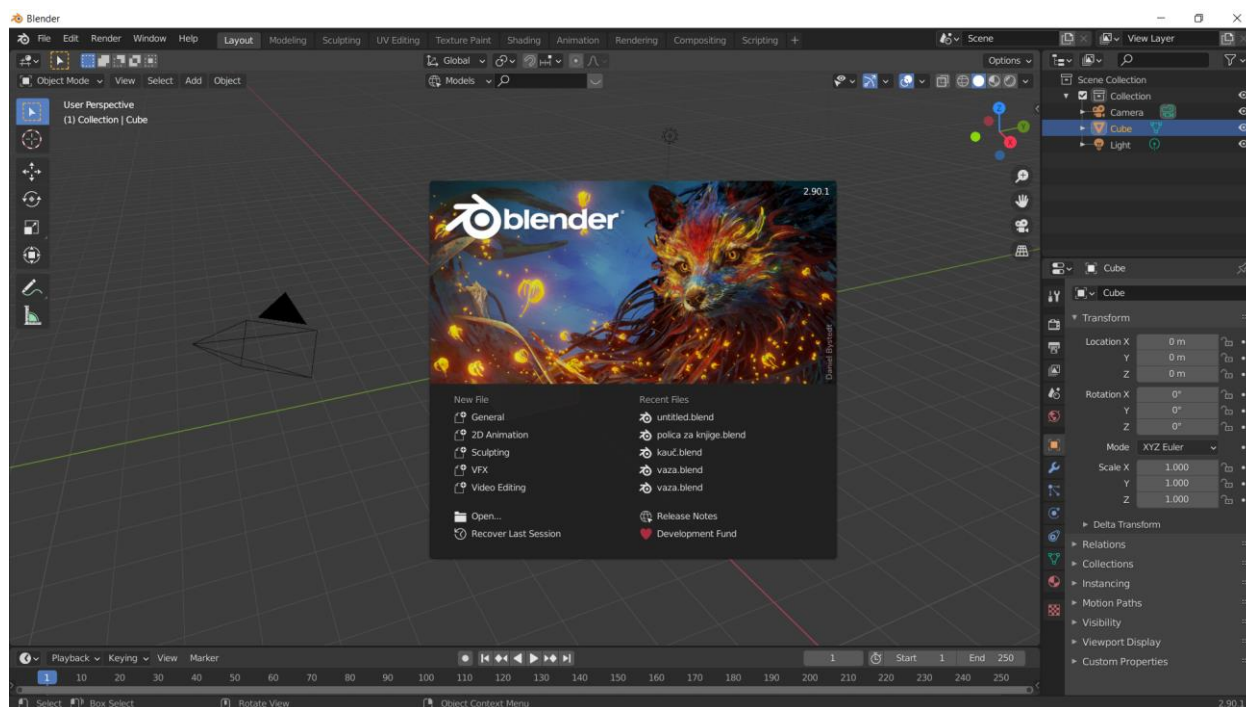 Blender
File Edit Render Window Help Layout Modeling Sculpting UV Editing Texture Paint Shading Animation Rendering Compositing Scripting + Scene View Layer
Global Options
Object Mode View Select Add Object Models
User Perspective
(1) Collection | Cube
Z
Y
X
Scene Collection
Collection
Camera
Cube
Light
blender
2.90.1
Daniel Bystedt
New File
General
2D Animation
Sculpting
VFX
Video Editing
Open...
Recover Last Session
Recent Files
untitled.blend
polica za knjige.blend
kauč.blend
vaza.blend
vaza.blend
Release Notes
Development Fund
Cube
Cube
Transform
Location X 0 m
Y 0 m
Z 0 m
Rotation X 0°
Y 0°
Z 0°
Mode XYZ Euler
Scale X 1.000
Y 1.000
Z 1.000
Delta Transform
Relations
Collections
Instancing
Motion Paths
Visibility
Viewport Display
Custom Properties
Playback Keying View Marker 1 Start 1 End 250
1 10 20 30 40 50 60 70 80 90 100 110 120 130 140 150 160 170 180 190 200 210 220 230 240 250
Select Box Select Rotate View Object Context Menu 2.90.1